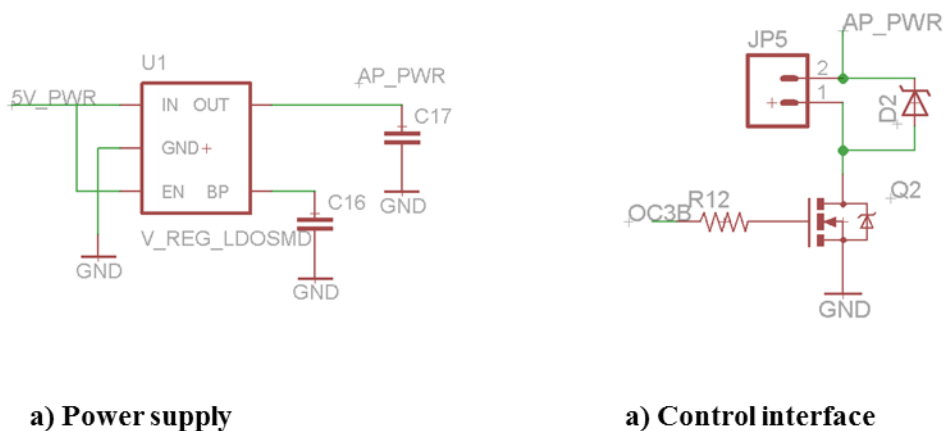 U1
5V_PWR
IN OUT
AP_PWR
GND
EN BP
C17
GND
C16
V_REG_LDOSMD
GND
GND
AP_PWR
JP5
2
1
D2
Q2
OC3B
R12
GND
a) Power supply
a) Control interface